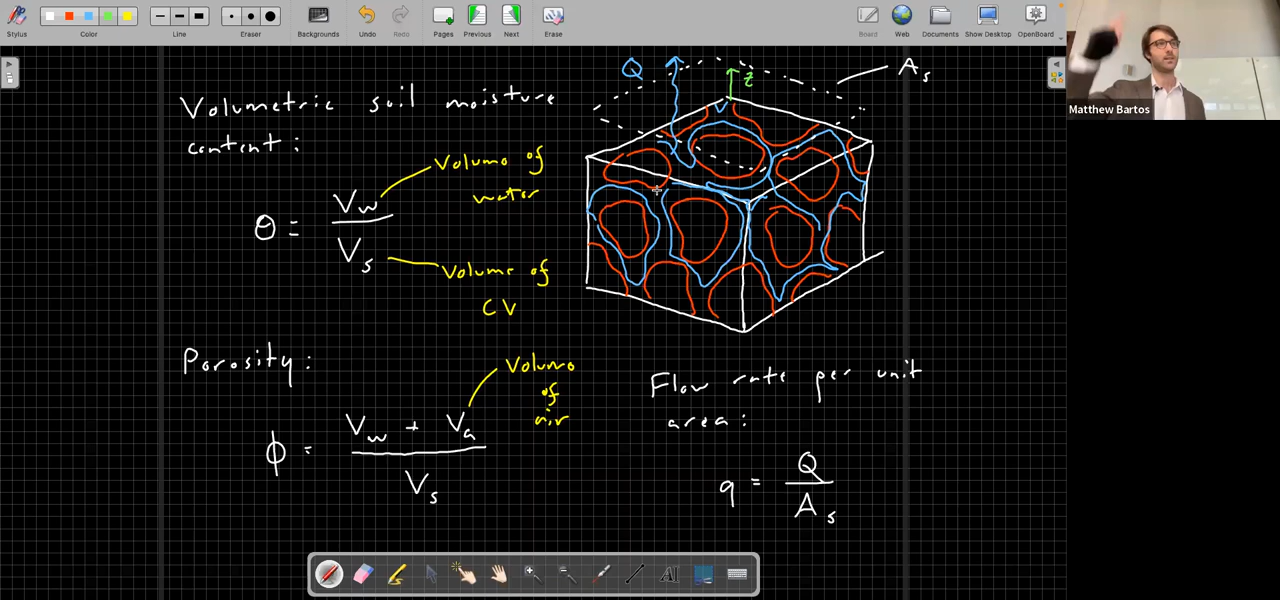 Stylus
Color
Line
Eraser
Backgrounds
Undo
Redo
Pages
Previous
Next
Erase
Board
Web
Documents
Show Desktop
OpenBoard
Matthew Bartos
Volumetric soil moisture
content:
θ = Vw / Vs
Volume of
water
Volume of
CV
Porosity:
ϕ = Vw + Va / Vs
Volume
of
air
Q
z
As
Flow rate per unit
area:
q = Q / As
AI